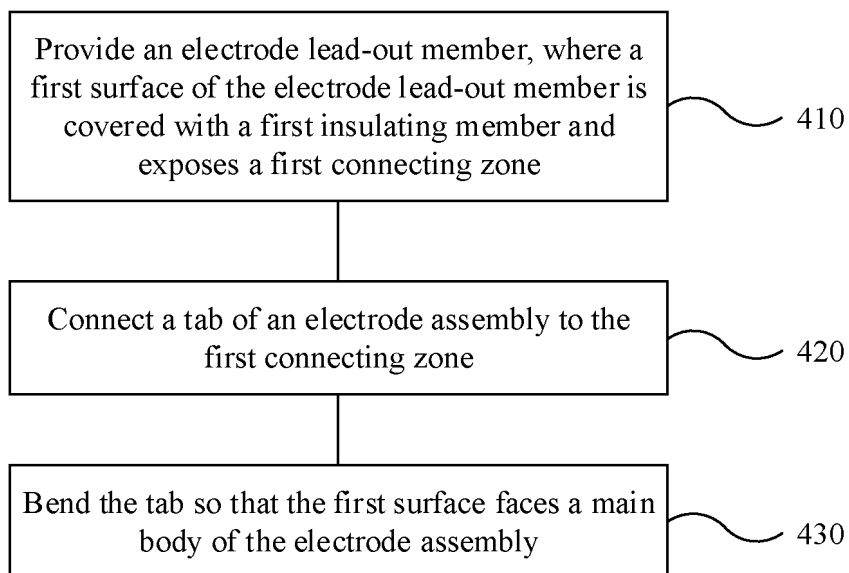 Provide an electrode lead-out member, where a
first surface of the electrode lead-out member is
covered with a first insulating member and
exposes a first connecting zone
410
Connect a tab of an electrode assembly to the
first connecting zone
420
Bend the tab so that the first surface faces a main
body of the electrode assembly
430